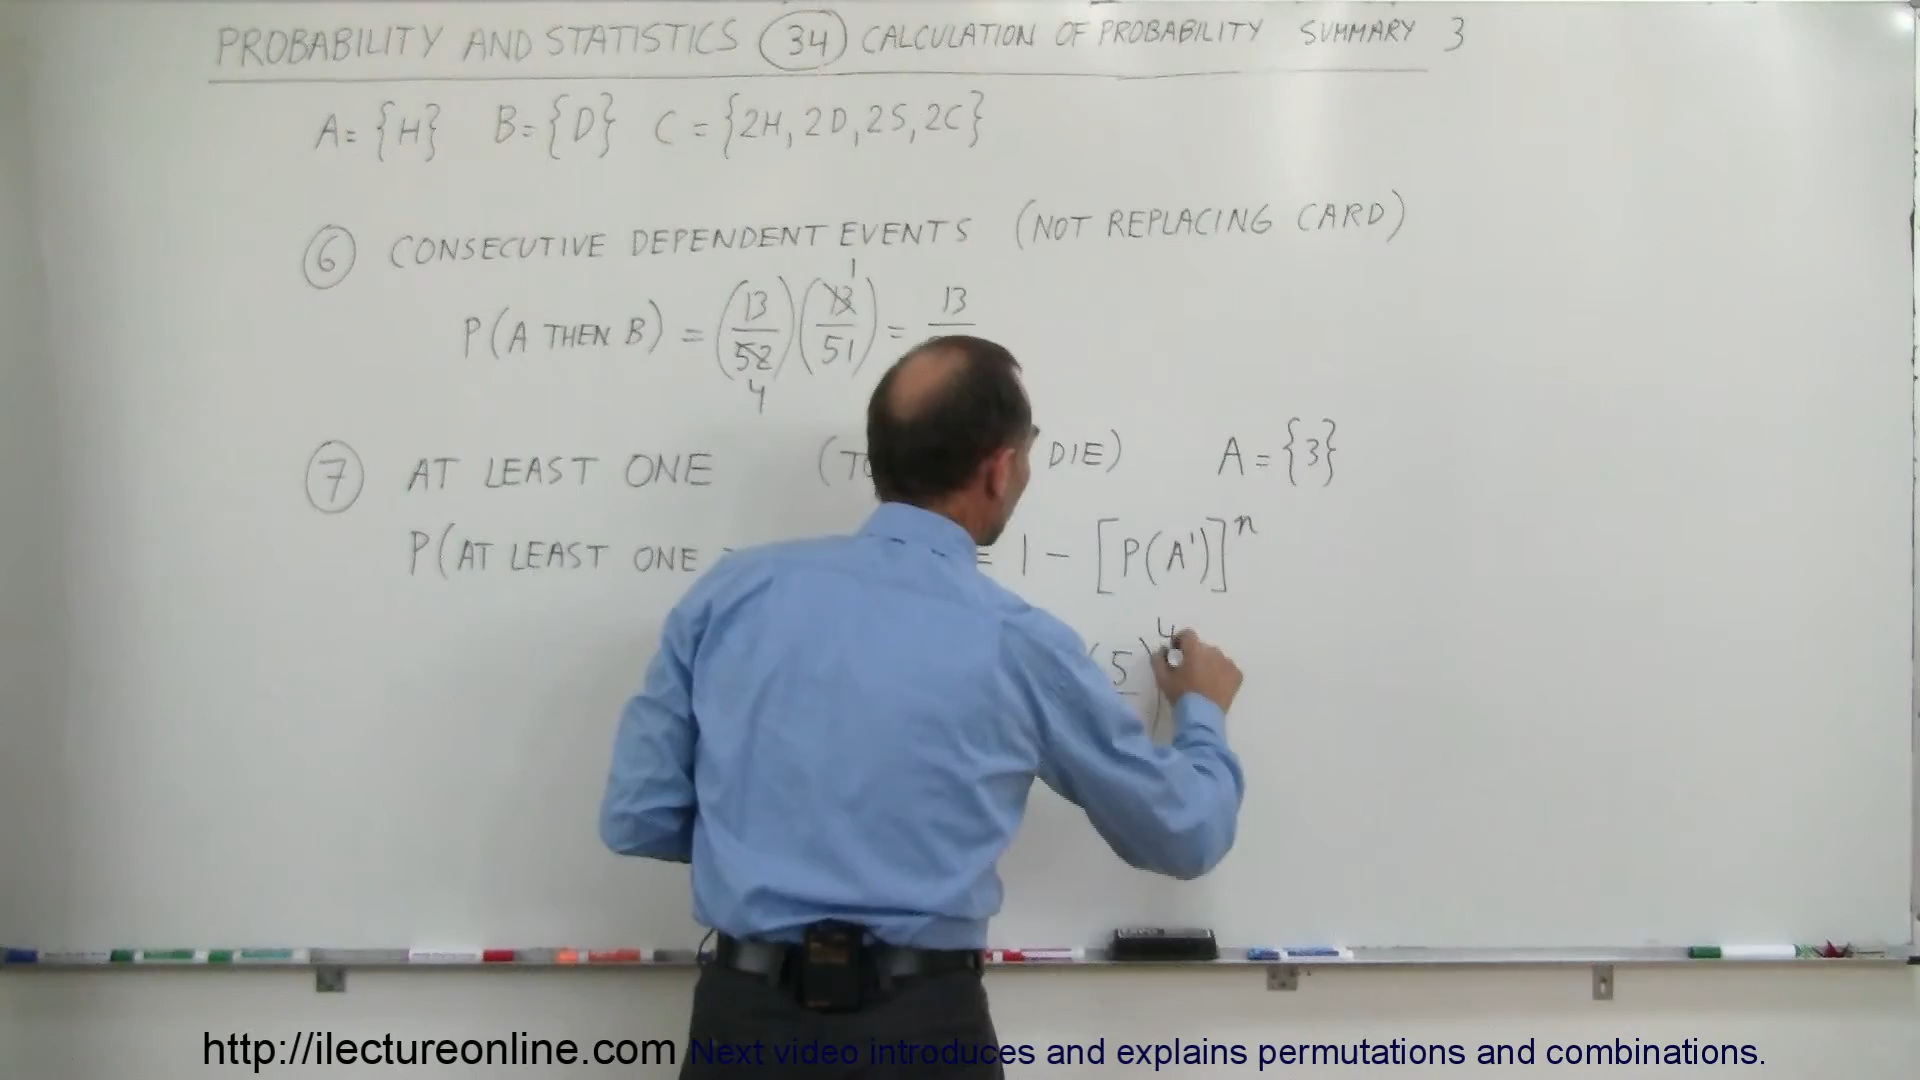 PROBABILITY AND STATISTICS 34 CALCULATION OF PROBABILITY SUMMARY 3
A = {H} B = {D} C = {2H, 2D, 2S, 2C}
6 CONSECUTIVE DEPENDENT EVENTS (NOT REPLACING CARD)
1
P(A THEN B) = (13/52)(13/51) = 13
4
7 AT LEAST ONE ( DIE) A = {3}
P(AT LEAST ONE = 1 - [P(A')]^n
(5)^4
http://ilectureonline.com Next video introduces and explains permutations and combinations.